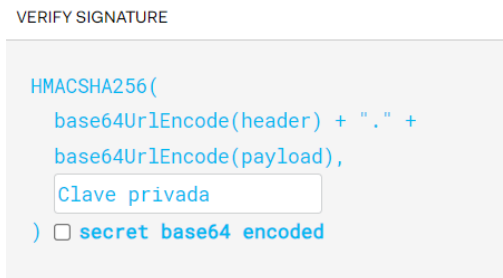 VERIFY SIGNATURE
HMACSHA256(
base64UrlEncode(header) + "." +
base64UrlEncode(payload),
Clave privada
) secret base64 encoded